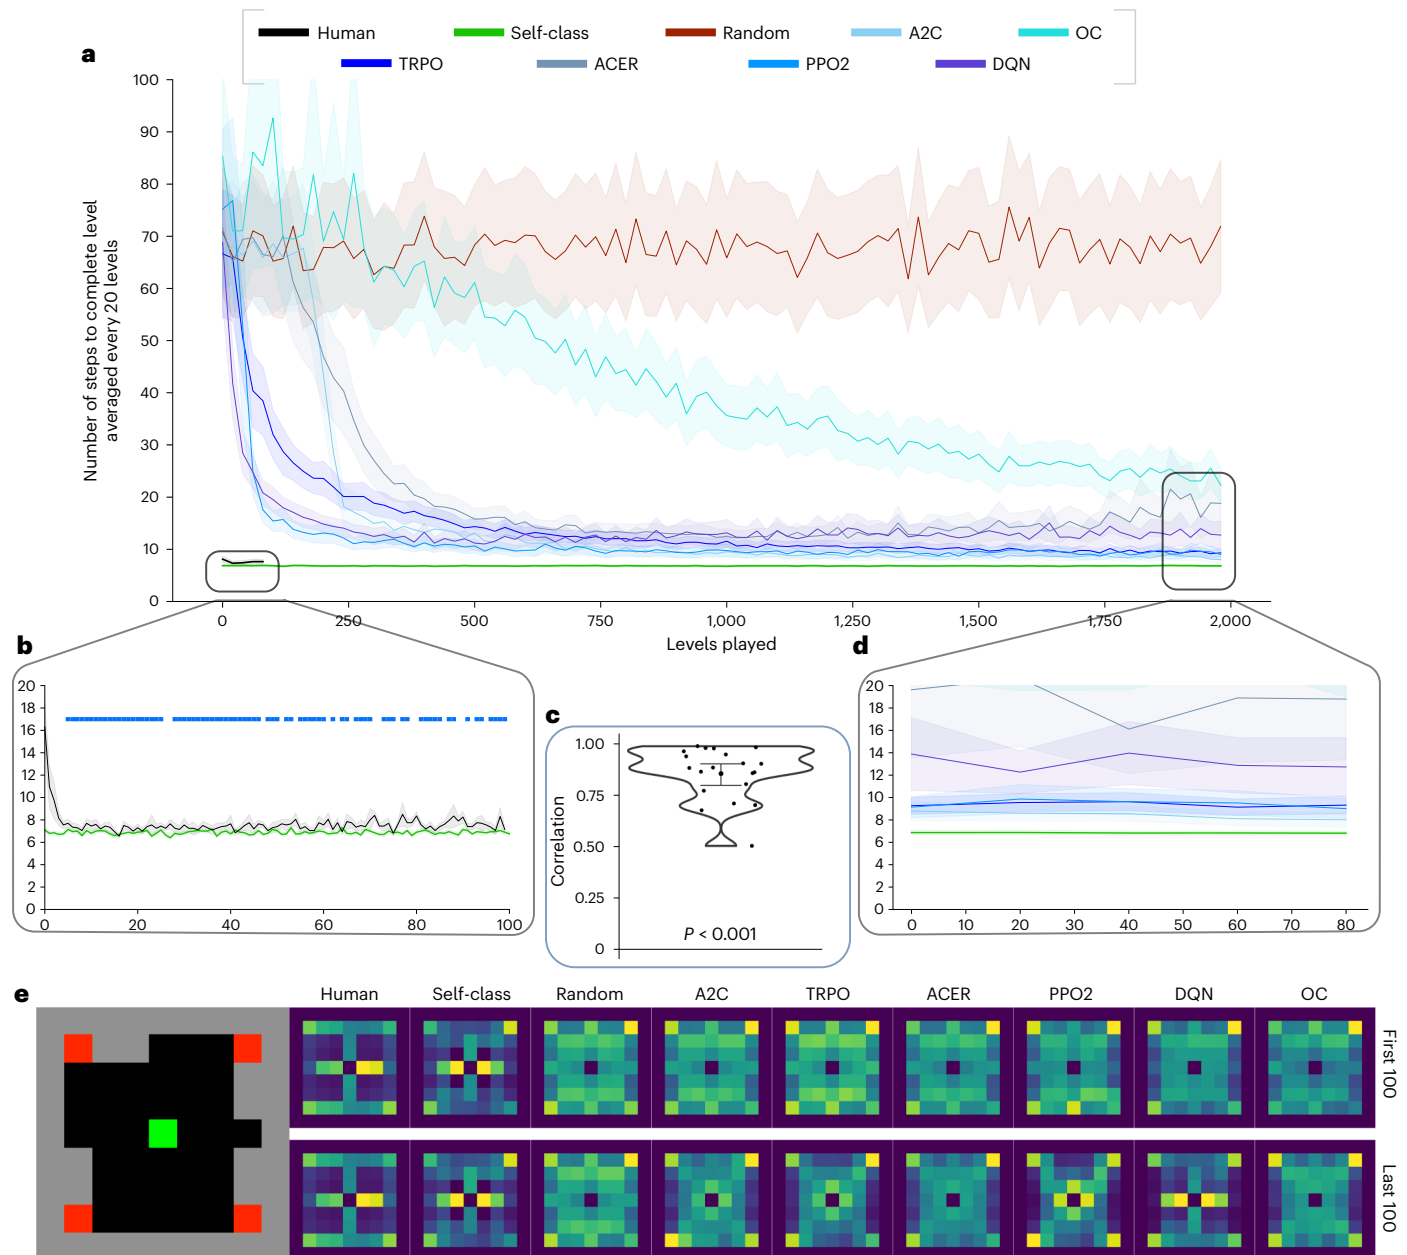 a
Human Self-class Random A2C OC
TRPO ACER PPO2 DQN
Number of steps to complete level
averaged every 20 levels
100
90
80
70
60
50
40
30
20
10
0
0 250 500 750 1,000 1,250 1,500 1,750 2,000
Levels played
b
20
18
16
14
12
10
8
6
4
2
0
0 20 40 60 80 100
c
Correlation
1.00
0.75
0.50
0.25
0
P < 0.001
d
20
18
16
14
12
10
8
6
4
2
0
0 10 20 30 40 50 60 70 80
e
Human Self-class Random A2C TRPO ACER PPO2 DQN OC
First 100
Last 100